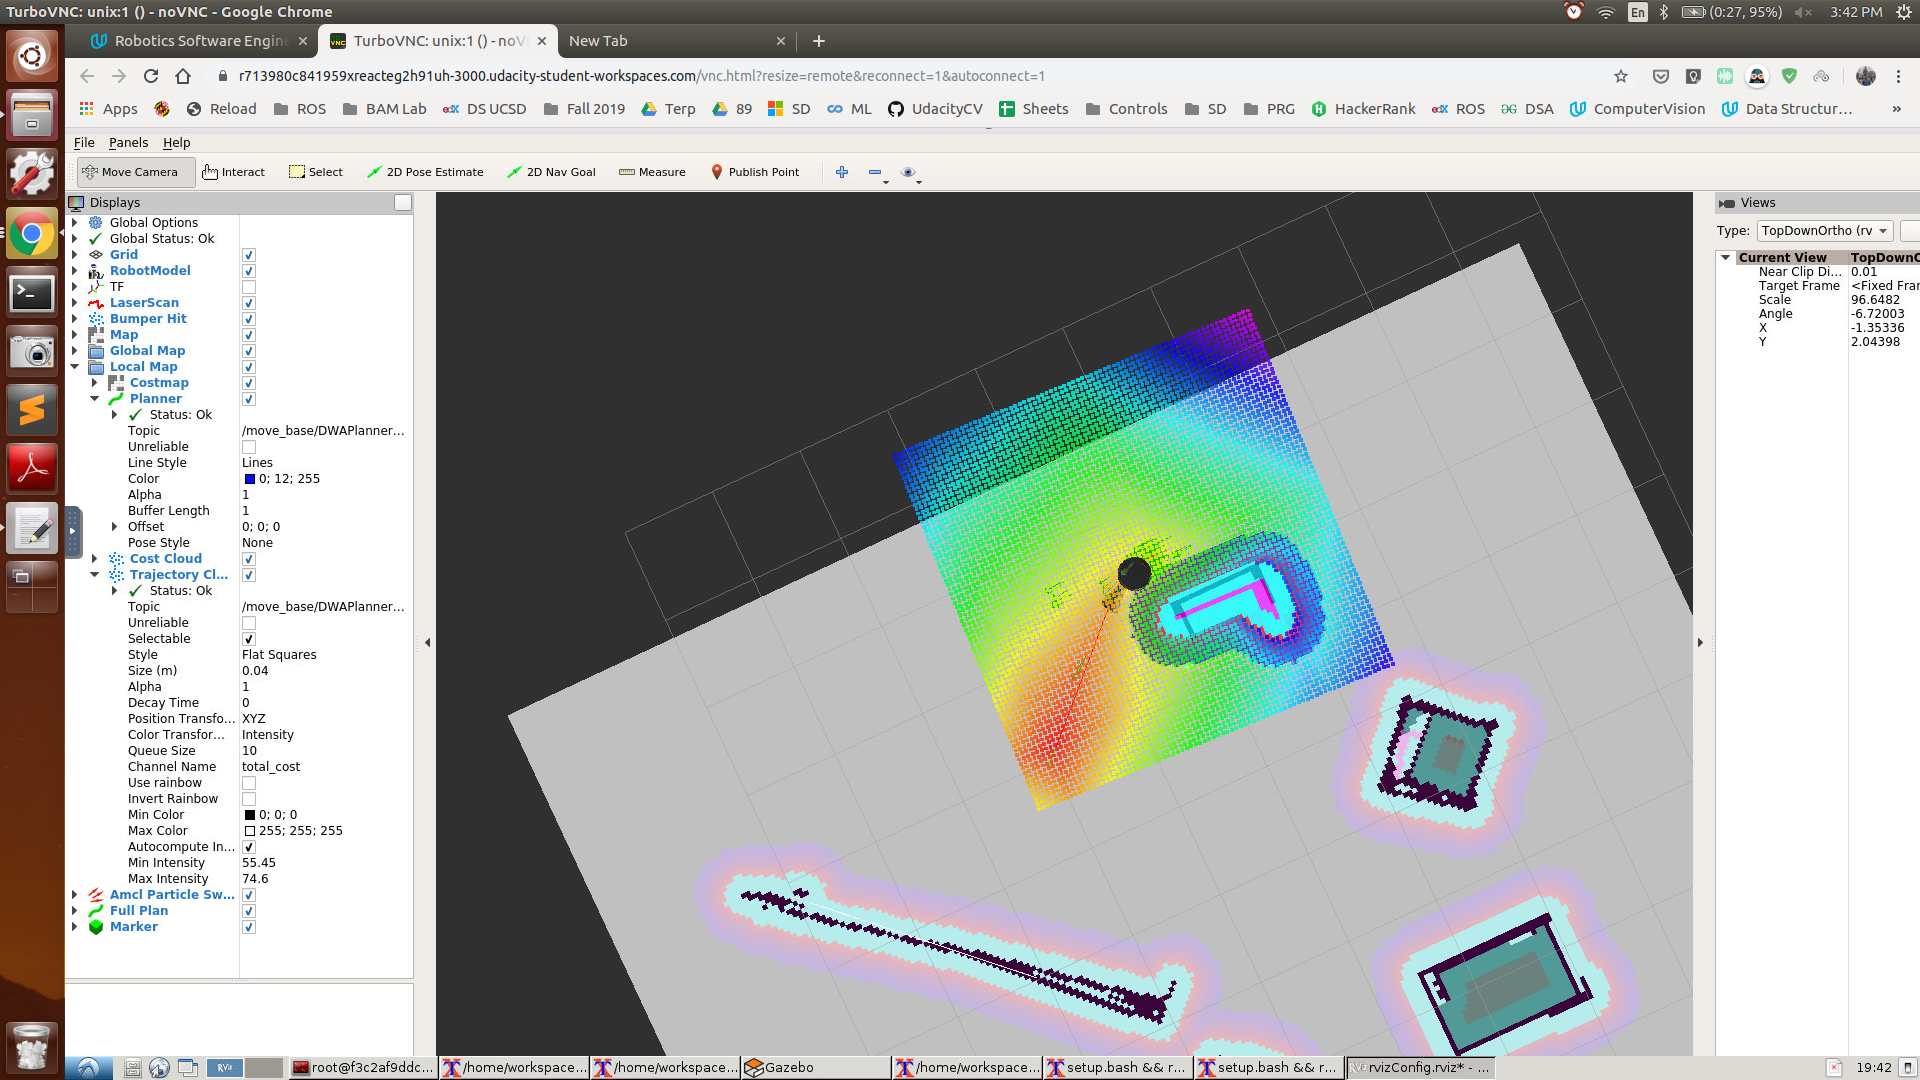 TurboVNC: unix:1 () - noVNC - Google Chrome
En
(0:27, 95%)
3:42 PM
Robotics Software Engin
TurboVNC: unix:1 () - noV
New Tab
r713980c841959xreacteg2h91uh-3000.udacity-student-workspaces.com/vnc.html?resize=remote&reconnect=1&autoconnect=1
Apps
Reload
ROS
BAM Lab
edX DS UCSD
Fall 2019
Terp
89
SD
ML
UdacityCV
Sheets
Controls
SD
PRG
HackerRank
edX ROS
DSA
ComputerVision
Data Structur...
»
File Panels Help
Move Camera Interact Select 2D Pose Estimate 2D Nav Goal Measure Publish Point
Displays
Global Options
Global Status: Ok
Grid
RobotModel
TF
LaserScan
Bumper Hit
Map
Global Map
Local Map
Costmap
Planner
Status: Ok
Topic /move_base/DWAPlanner...
Unreliable
Line Style Lines
Color 0; 12; 255
Alpha 1
Buffer Length 1
Offset 0; 0; 0
Pose Style None
Cost Cloud
Trajectory Cl...
Status: Ok
Topic /move_base/DWAPlanner...
Unreliable
Selectable
Style Flat Squares
Size (m) 0.04
Alpha 1
Decay Time 0
Position Transfo... XYZ
Color Transfor... Intensity
Queue Size 10
Channel Name total_cost
Use rainbow
Invert Rainbow
Min Color 0; 0; 0
Max Color 255; 255; 255
Autocompute In...
Min Intensity 55.45
Max Intensity 74.6
Amcl Particle Sw...
Full Plan
Marker
Views
Type: TopDownOrtho (rv
Current View TopDownO
Near Clip Di... 0.01
Target Frame <Fixed Fra
Scale 96.6482
Angle -6.72003
X -1.35336
Y 2.04398
root@f3c2af9ddc...
/home/workspace...
/home/workspace...
Gazebo
/home/workspace...
setup.bash && r...
setup.bash && r...
rvizConfig.rviz* - ...
19:42